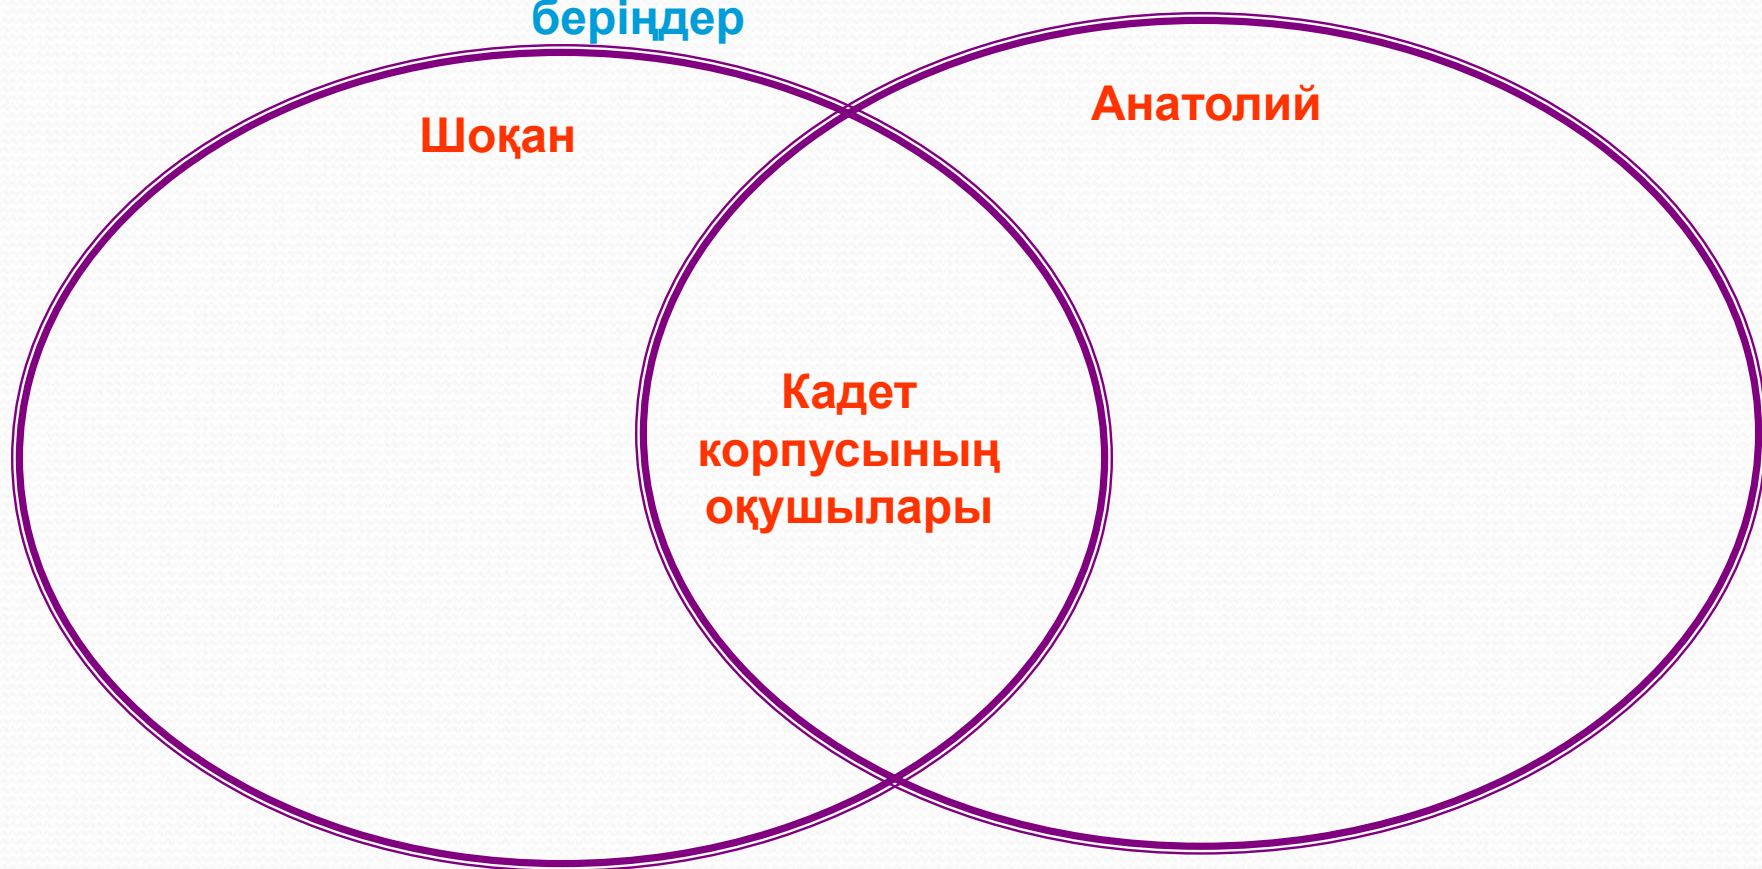 беріңдер
Шоқан
Анатолий
Кадет
корпусының
оқушылары